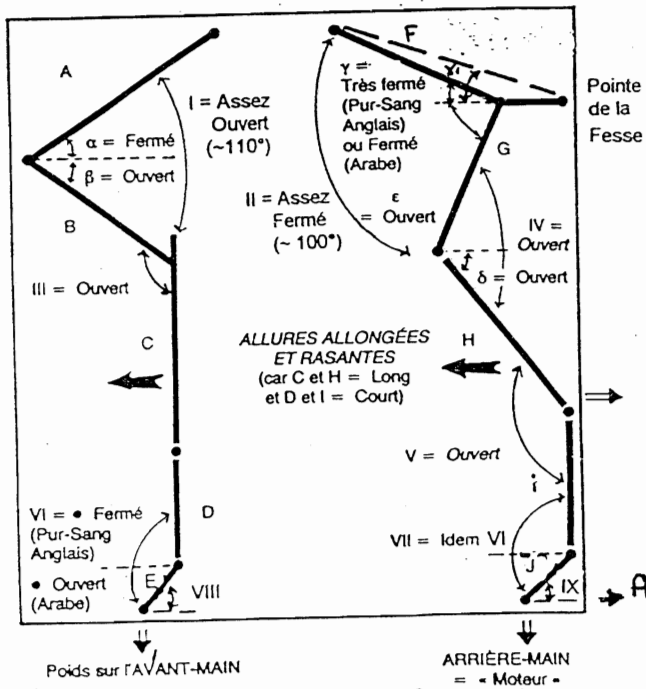 A
I = Assez
Ouvert
(~110°)
α = Fermé
β = Ouvert
B
III = Ouvert
C
D
VI = • Fermé
(Pur-Sang
Anglais)
• Ouvert
(Arabe)
E
VIII
F
γ =
Très fermé
(Pur-Sang
Anglais)
ou Fermé
(Arabe)
γ'
Pointe
de la
Fesse
G
II = Assez
Fermé
(~ 100°)
ε
= Ouvert
IV =
Ouvert
δ = Ouvert
ALLURES ALLONGÉES
ET RASANTES
(car C et H = Long
et D et I = Court)
H
V = Ouvert
i
VII = Idem VI
J
IX
A
Poids sur l'AVANT-MAIN
ARRIÈRE-MAIN
= « Moteur »